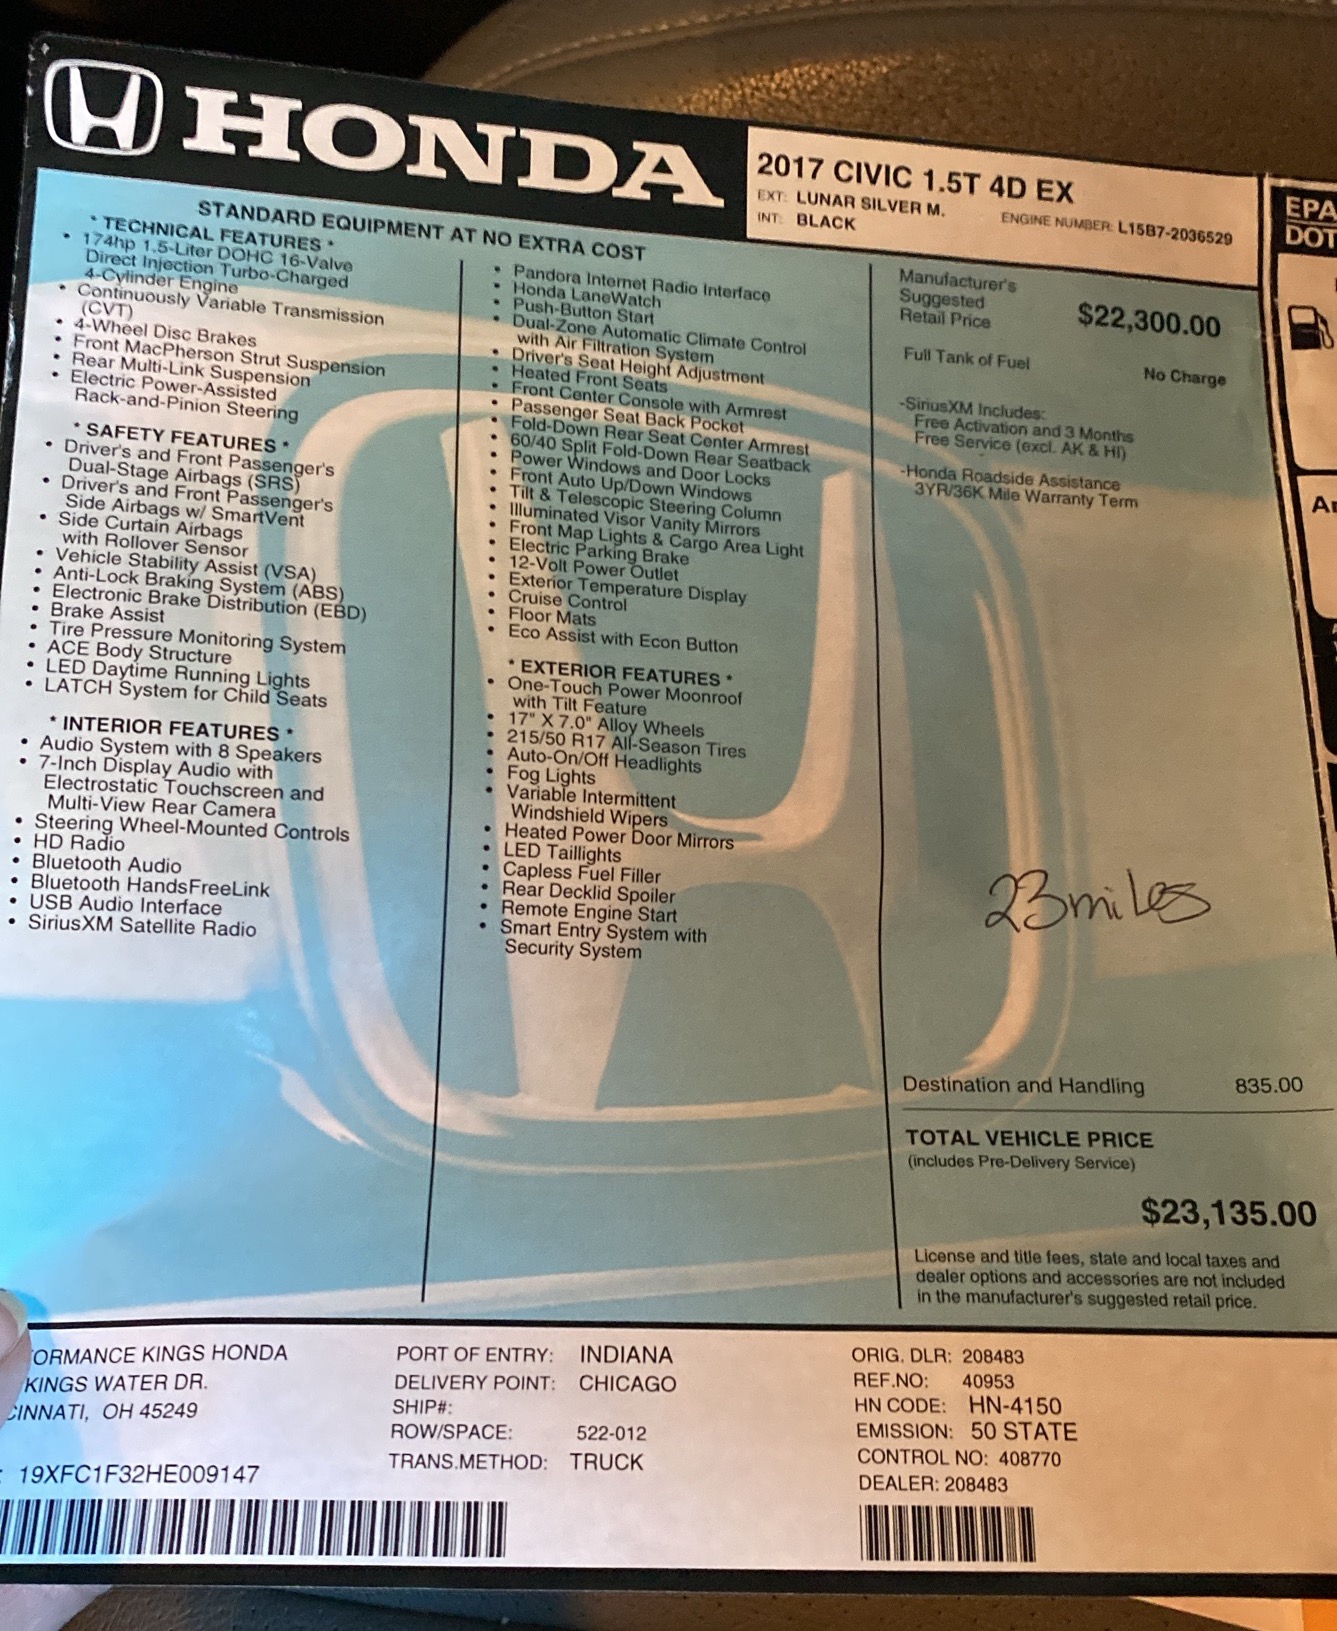 HONDA
2017 CIVIC 1.5T 4D EX
EXT: LUNAR SILVER M.
ENGINE NUMBER: L15B7-2036529
INT: BLACK
EPA
DOT
STANDARD EQUIPMENT AT NO EXTRA COST
* TECHNICAL FEATURES *
• 174hp 1.5-Liter DOHC 16-Valve
Direct Injection Turbo-Charged
4-Cylinder Engine
• Continuously Variable Transmission
(CVT)
• 4-Wheel Disc Brakes
• Front MacPherson Strut Suspension
• Rear Multi-Link Suspension
• Electric Power-Assisted
Rack-and-Pinion Steering
* SAFETY FEATURES *
• Driver's and Front Passenger's
Dual-Stage Airbags (SRS)
• Driver's and Front Passenger's
Side Airbags w/ SmartVent
• Side Curtain Airbags
with Rollover Sensor
• Vehicle Stability Assist (VSA)
• Anti-Lock Braking System (ABS)
• Electronic Brake Distribution (EBD)
• Brake Assist
• Tire Pressure Monitoring System
• ACE Body Structure
• LED Daytime Running Lights
• LATCH System for Child Seats
* INTERIOR FEATURES *
• Audio System with 8 Speakers
• 7-Inch Display Audio with
Electrostatic Touchscreen and
Multi-View Rear Camera
• Steering Wheel-Mounted Controls
• HD Radio
• Bluetooth Audio
• Bluetooth HandsFreeLink
• USB Audio Interface
• SiriusXM Satellite Radio
• Pandora Internet Radio Interface
• Honda LaneWatch
• Push-Button Start
• Dual-Zone Automatic Climate Control
with Air Filtration System
• Driver's Seat Height Adjustment
• Heated Front Seats
• Front Center Console with Armrest
• Passenger Seat Back Pocket
• Fold-Down Rear Seat Center Armrest
• 60/40 Split Fold-Down Rear Seatback
• Power Windows and Door Locks
• Front Auto Up/Down Windows
• Tilt & Telescopic Steering Column
• Illuminated Visor Vanity Mirrors
• Front Map Lights & Cargo Area Light
• Electric Parking Brake
• 12-Volt Power Outlet
• Exterior Temperature Display
• Cruise Control
• Floor Mats
• Eco Assist with Econ Button
* EXTERIOR FEATURES *
• One-Touch Power Moonroof
with Tilt Feature
• 17" X 7.0" Alloy Wheels
• 215/50 R17 All-Season Tires
• Auto-On/Off Headlights
• Fog Lights
• Variable Intermittent
Windshield Wipers
• Heated Power Door Mirrors
• LED Taillights
• Capless Fuel Filler
• Rear Decklid Spoiler
• Remote Engine Start
• Smart Entry System with
Security System
Manufacturer's
Suggested
Retail Price $22,300.00
Full Tank of Fuel No Charge
-SiriusXM Includes:
Free Activation and 3 Months
Free Service (excl. AK & HI)
-Honda Roadside Assistance
3YR/36K Mile Warranty Term
23 miles
Destination and Handling 835.00
TOTAL VEHICLE PRICE
(includes Pre-Delivery Service)
$23,135.00
License and title fees, state and local taxes and
dealer options and accessories are not included
in the manufacturer's suggested retail price.
ORMANCE KINGS HONDA
KINGS WATER DR.
CINNATI, OH 45249
19XFC1F32HE009147
PORT OF ENTRY: INDIANA
DELIVERY POINT: CHICAGO
SHIP#:
ROW/SPACE: 522-012
TRANS.METHOD: TRUCK
ORIG. DLR: 208483
REF.NO: 40953
HN CODE: HN-4150
EMISSION: 50 STATE
CONTROL NO: 408770
DEALER: 208483